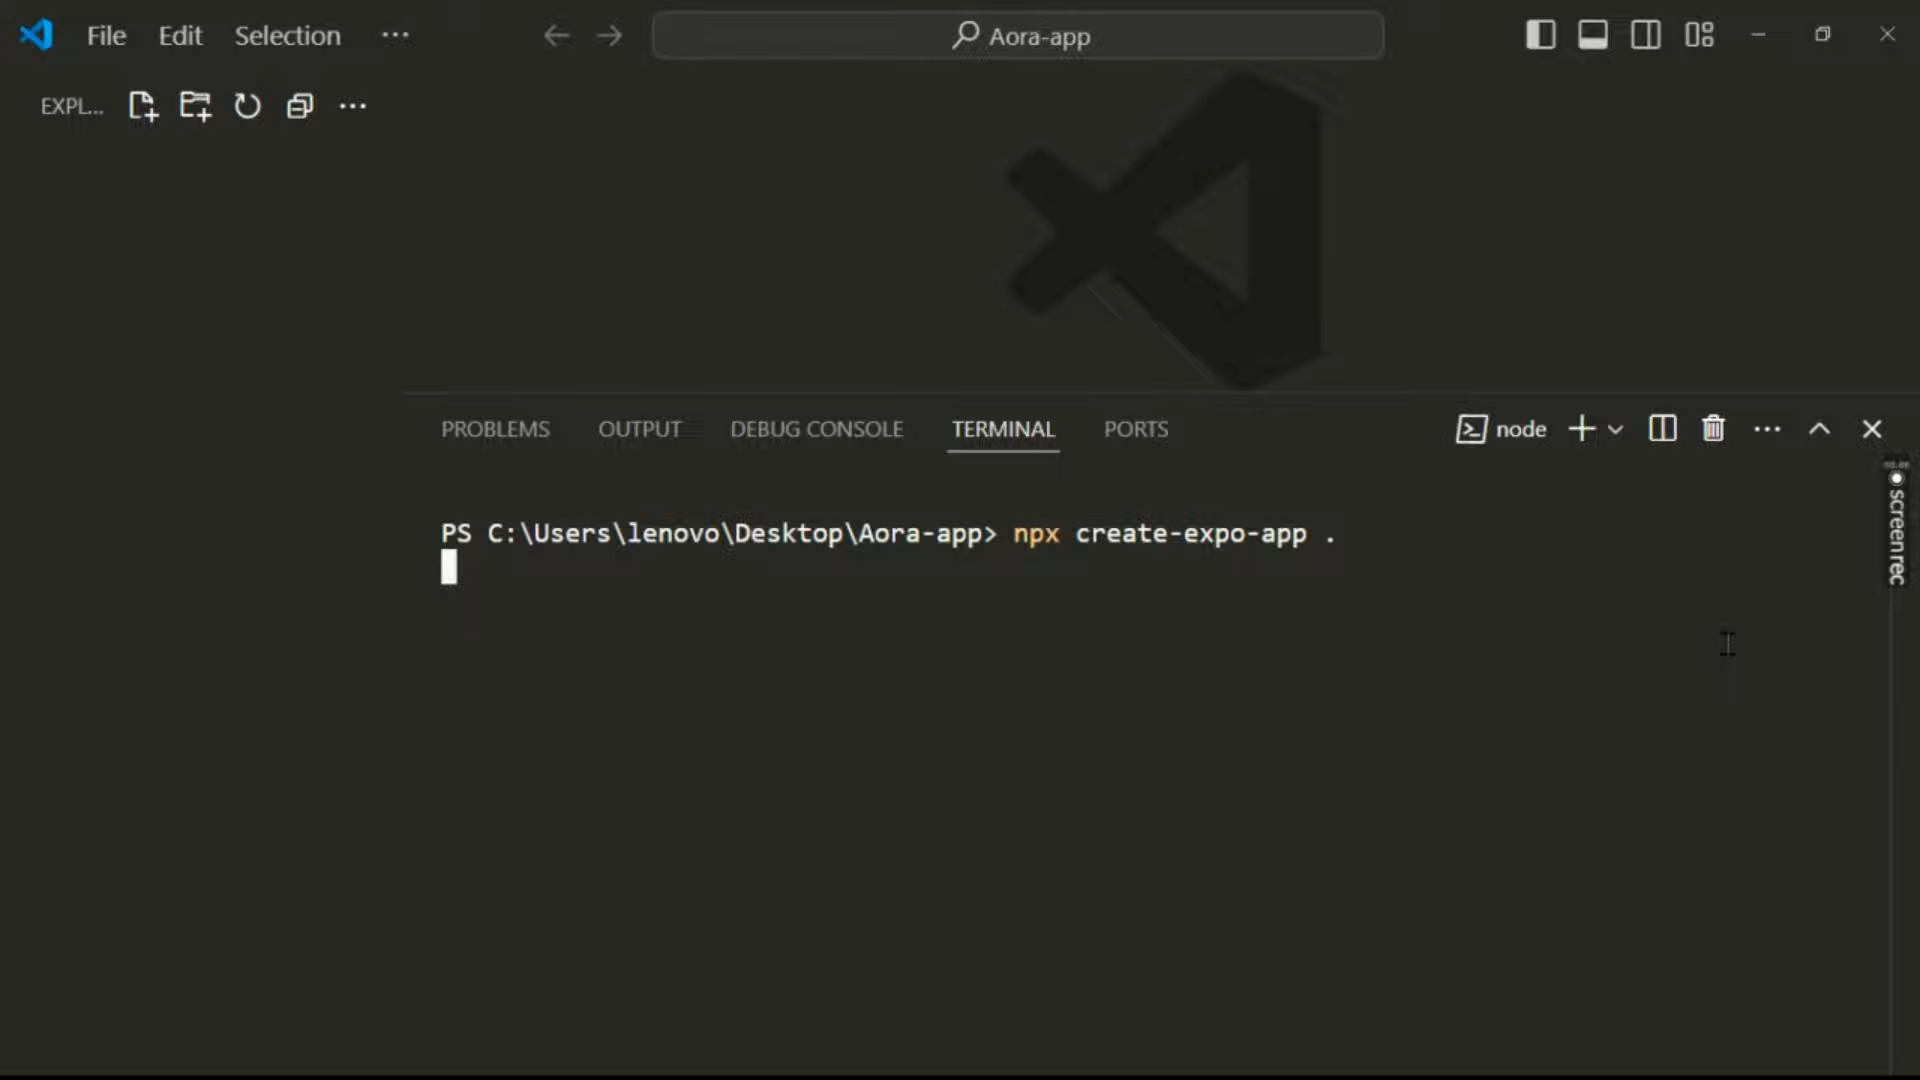 File Edit Selection ···
Aora-app
EXPL...
PROBLEMS OUTPUT DEBUG CONSOLE TERMINAL PORTS
node
PS C:\Users\lenovo\Desktop\Aora-app> npx create-expo-app .
screenrec